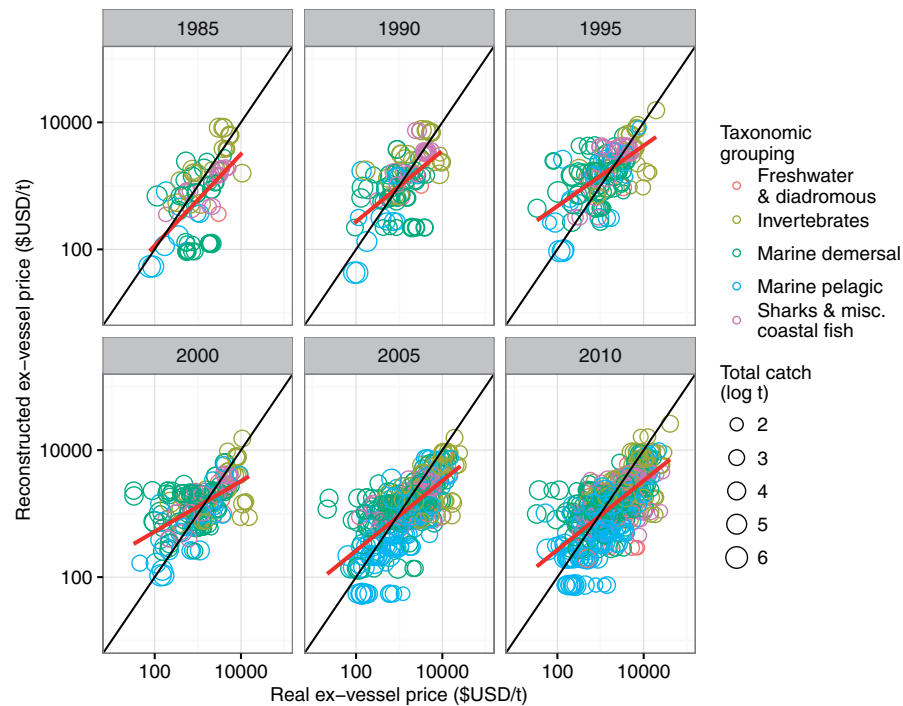 1985
1990
1995
10000
100
2000
2005
2010
10000
100
100
10000
100
10000
100
10000
Real ex−vessel price ($USD/t)
Reconstructed ex−vessel price ($USD/t)
Taxonomic
grouping
Freshwater
& diadromous
Invertebrates
Marine demersal
Marine pelagic
Sharks & misc.
coastal fish
Total catch
(log t)
2
3
4
5
6